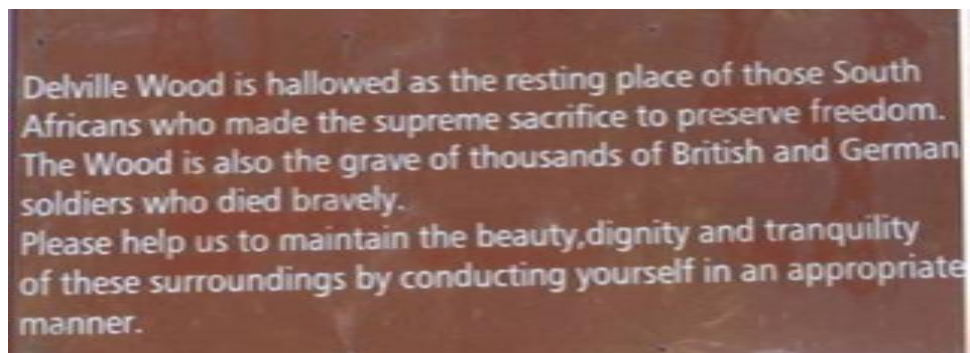 Delville Wood is hallowed as the resting place of those South
Africans who made the supreme sacrifice to preserve freedom.
The Wood is also the grave of thousands of British and German
soldiers who died bravely.
Please help us to maintain the beauty,dignity and tranquility
of these surroundings by conducting yourself in an appropriate
manner.